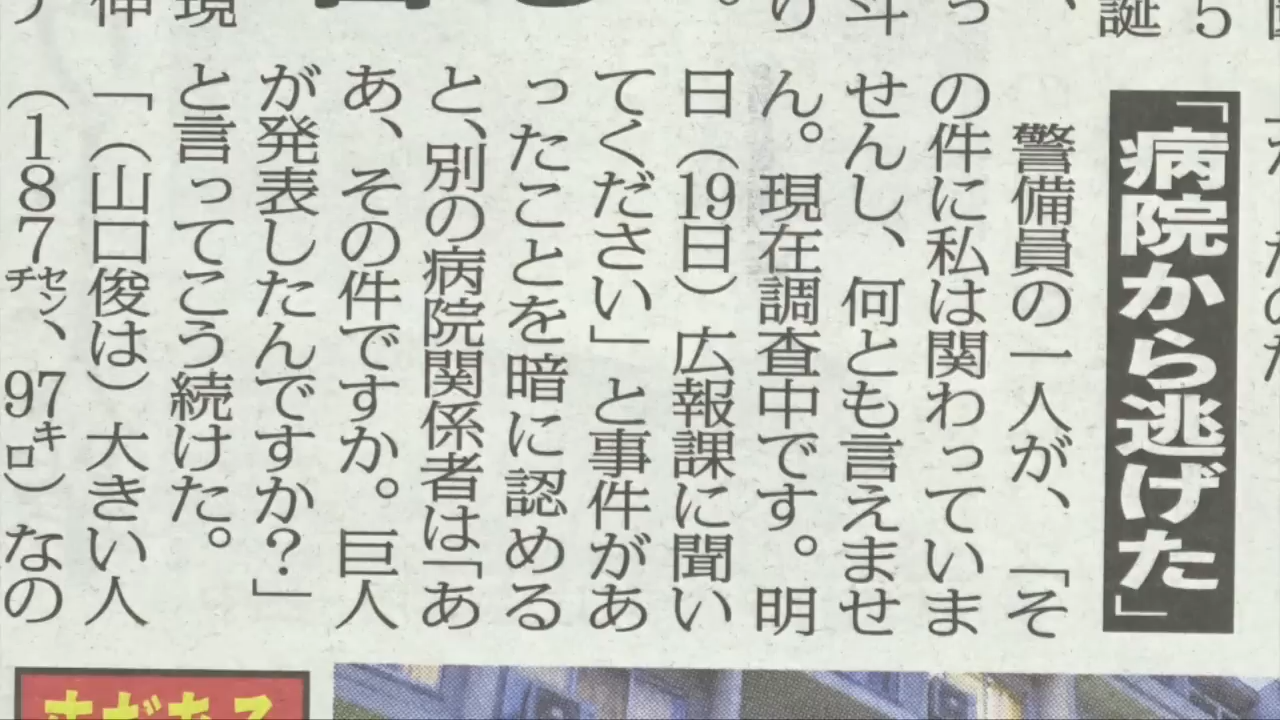 「病院から逃げた」
警備員の一人が、「そ
の件に私は関わっていま
せんし、何とも言えませ
ん。現在調査中です。明
日（19日）広報課に聞い
てください」と事件があ
ったことを暗に認める
と、別の病院関係者は「あ
あ、その件ですか。巨人
が発表したんですか？」
と言ってこう続けた。
「（山口俊は）大きい人
（187センチ、97キロ）なの
まだある